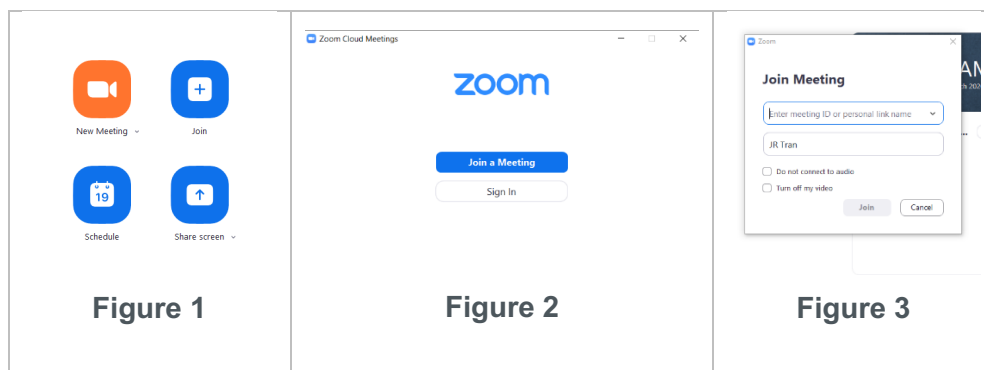 New Meeting
Join
19
Schedule
Share screen
Figure 1
Zoom Cloud Meetings
zoom
Join a Meeting
Sign In
Figure 2
Zoom
Join Meeting
Enter meeting ID or personal link name
JR Tran
Do not connect to audio
Turn off my video
Join
Cancel
Figure 3